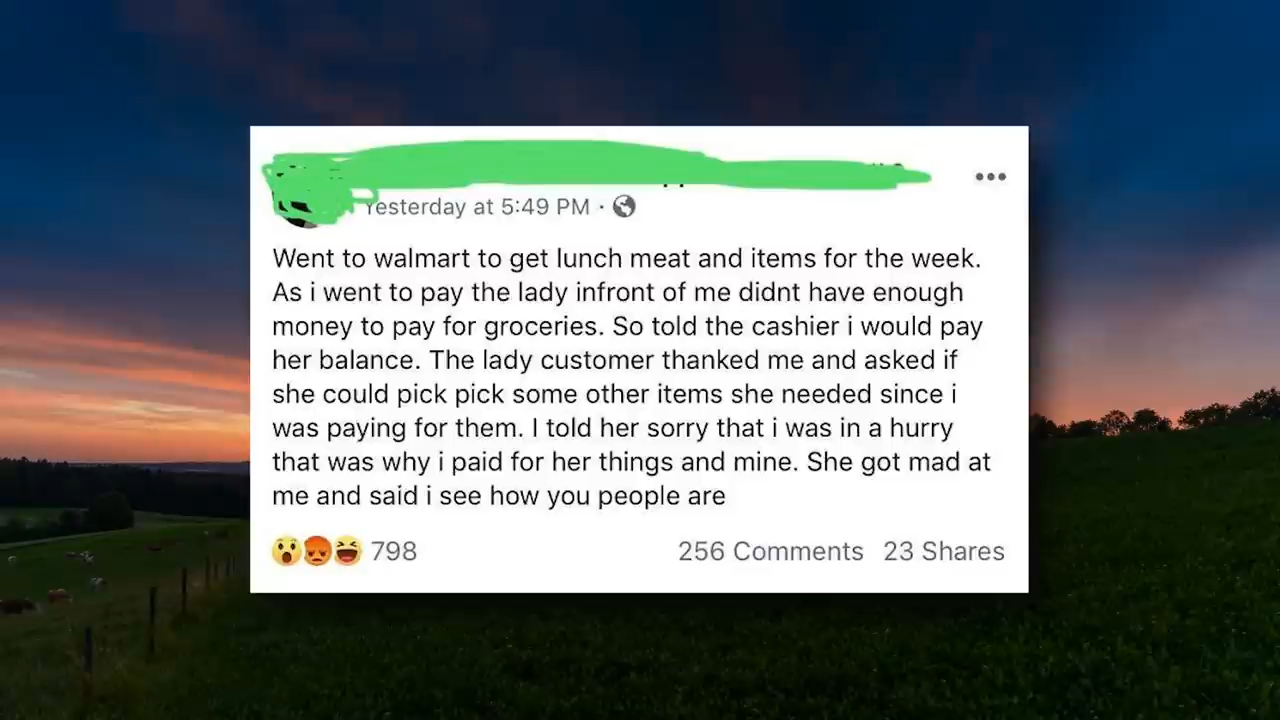 Yesterday at 5:49 PM ·
Went to walmart to get lunch meat and items for the week.
As i went to pay the lady infront of me didnt have enough
money to pay for groceries. So told the cashier i would pay
her balance. The lady customer thanked me and asked if
she could pick pick some other items she needed since i
was paying for them. I told her sorry that i was in a hurry
that was why i paid for her things and mine. She got mad at
me and said i see how you people are
798
256 Comments 23 Shares